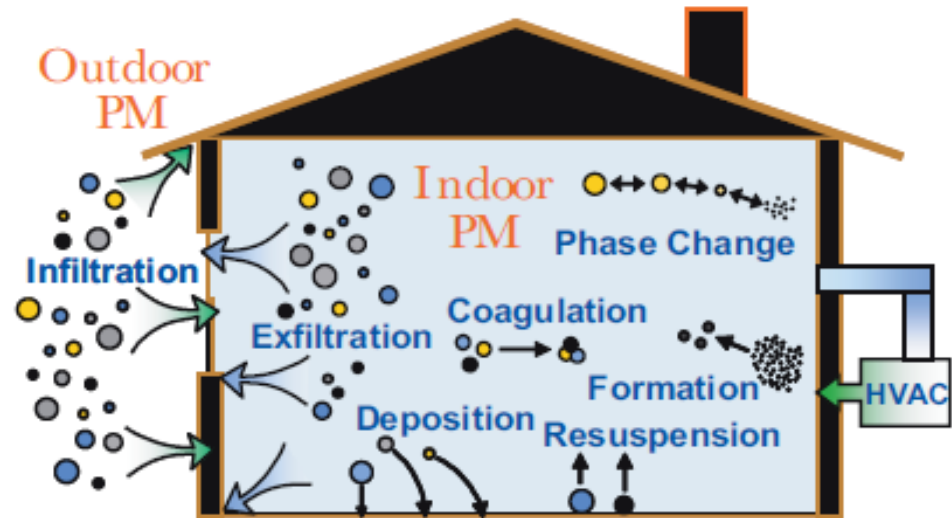 Outdoor
PM
Indoor
PM
Phase Change
Infiltration
Exfiltration
Coagulation
Formation
HVAC
Deposition
Resuspension